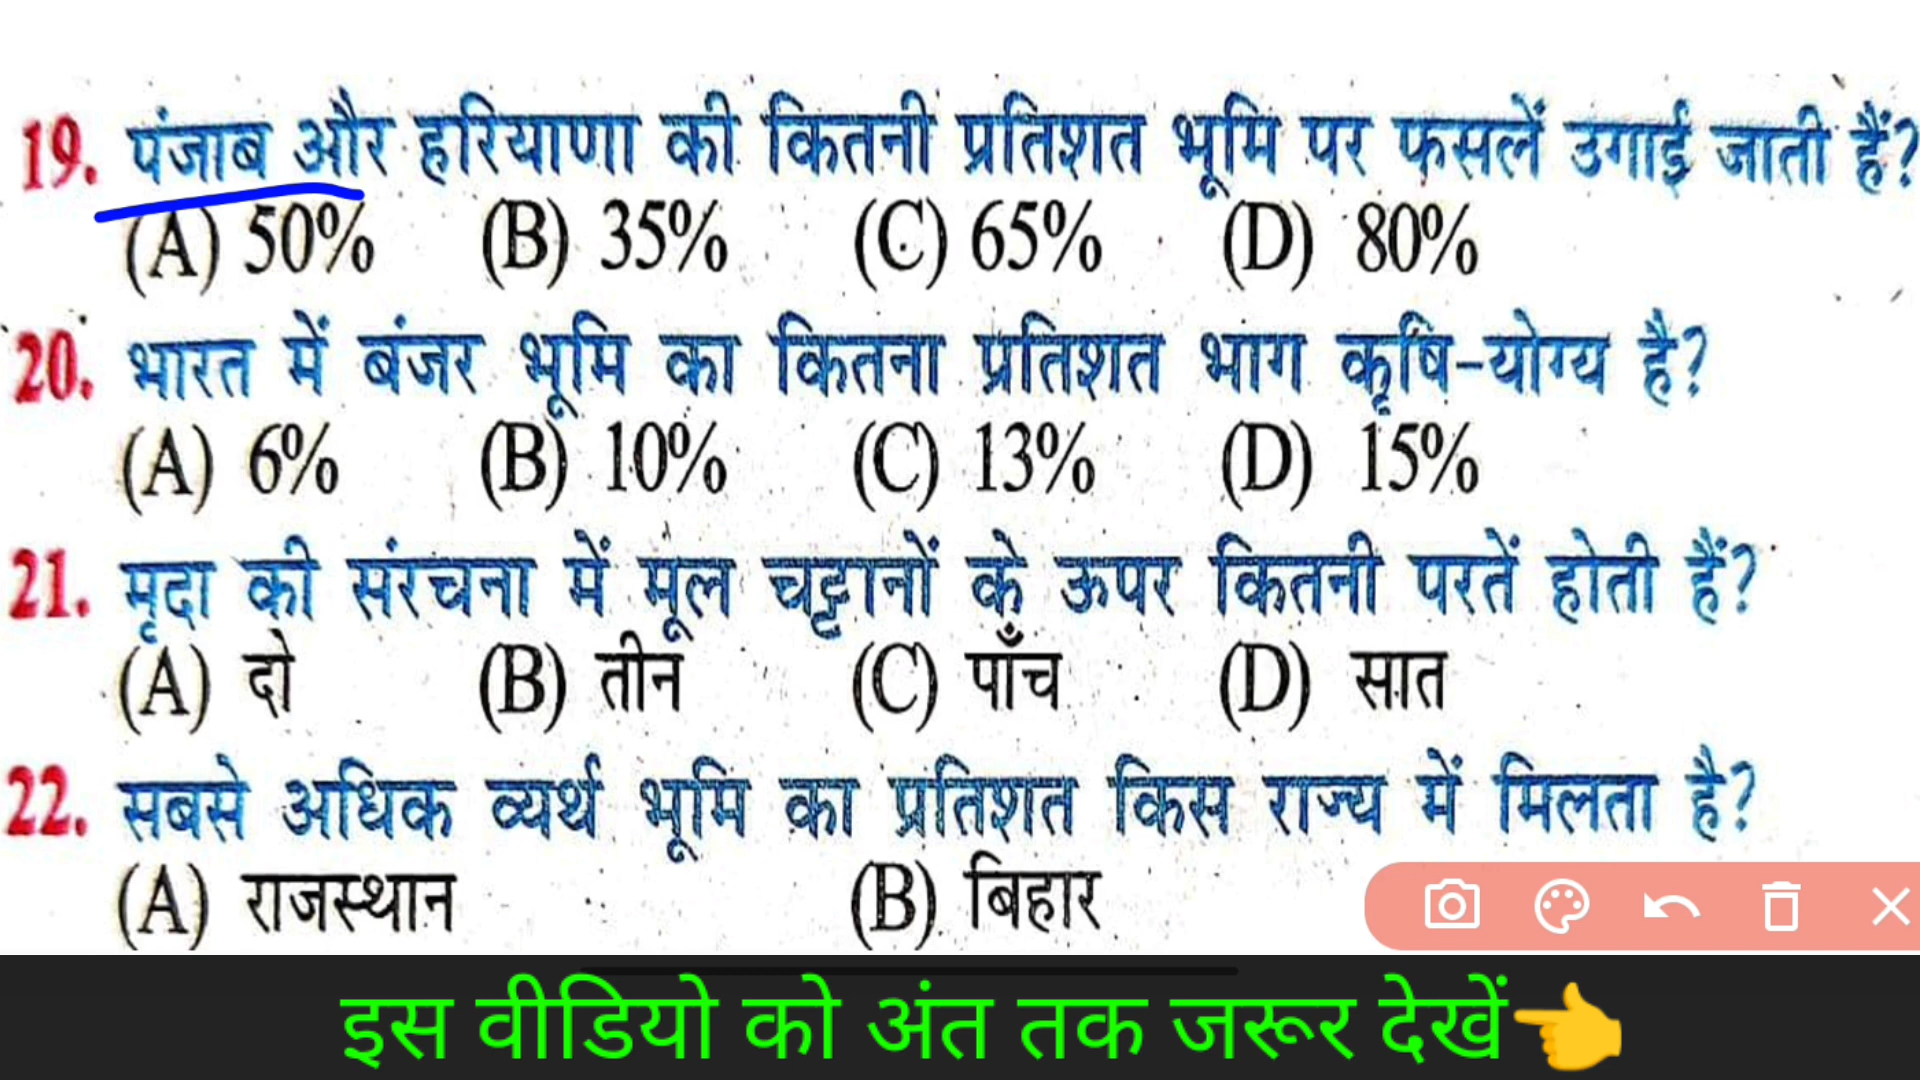 19. पंजाब और हरियाणा की कितनी प्रतिशत भूमि पर फसलें उगाई जाती हैं?
(A) 50% (B) 35% (C) 65% (D) 80%
20. भारत में बंजर भूमि का कितना प्रतिशत भाग कृषि-योग्य है?
(A) 6% (B) 10% (C) 13% (D) 15%
21. मृदा की संरचना में मूल चट्टानों के ऊपर कितनी परतें होती हैं?
(A) दो (B) तीन (C) पाँच (D) सात
22. सबसे अधिक व्यर्थ भूमि का प्रतिशत किस राज्य में मिलता है?
(A) राजस्थान (B) बिहार
इस वीडियो को अंत तक जरूर देखें👈